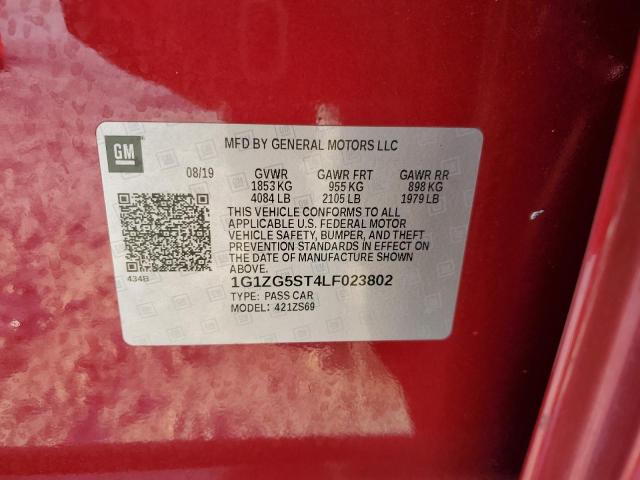 GM
MFD BY GENERAL MOTORS LLC
08/19 GVWR GAWR FRT GAWR RR
1853 KG 955 KG 898 KG
4084 LB 2105 LB 1979 LB
THIS VEHICLE CONFORMS TO ALL
APPLICABLE U.S. FEDERAL MOTOR
VEHICLE SAFETY, BUMPER, AND THEFT
PREVENTION STANDARDS IN EFFECT ON
THE DATE OF MANUFACTURE SHOWN
ABOVE.
434B
1G1ZG5ST4LF023802
TYPE: PASS CAR
MODEL: 421ZS69